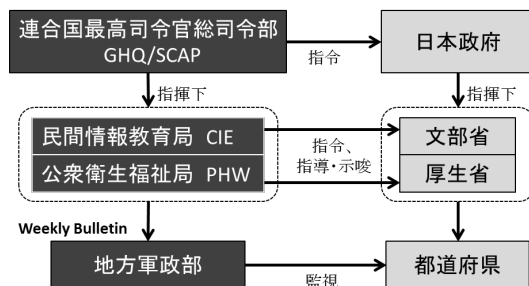 連合国最高司令官総司令部
GHQ/SCAP
指令
日本政府
指揮下
指揮下
民間情報教育局 CIE
公衆衛生福祉局 PHW
指令、
指導・示唆
文部省
厚生省
Weekly Bulletin
地方軍政部
監視
都道府県